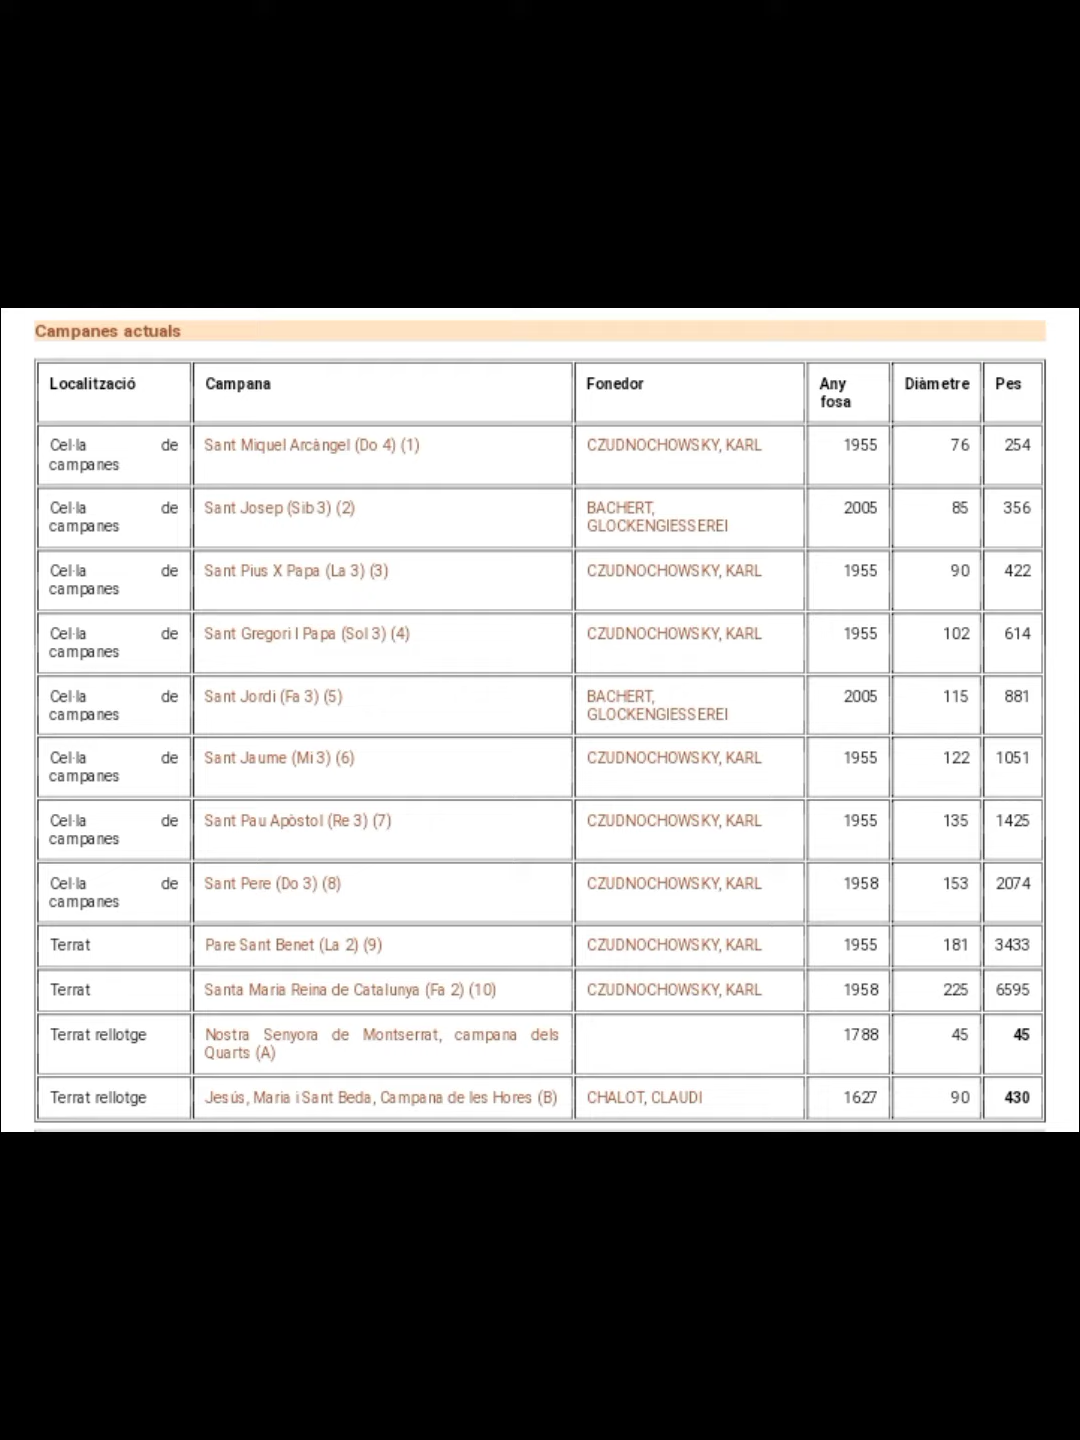 Campanes actuals
Localització Campana Fonedor Any fosa Diàmetre Pes
Cel·la de campanes Sant Miquel Arcàngel (Do 4) (1) CZUDNOCHOWSKY, KARL 1955 76 254
Cel·la de campanes Sant Josep (Sib 3) (2) BACHERT, GLOCKENGIESSEREI 2005 85 356
Cel·la de campanes Sant Pius X Papa (La 3) (3) CZUDNOCHOWSKY, KARL 1955 90 422
Cel·la de campanes Sant Gregori I Papa (Sol 3) (4) CZUDNOCHOWSKY, KARL 1955 102 614
Cel·la de campanes Sant Jordi (Fa 3) (5) BACHERT, GLOCKENGIESSEREI 2005 115 881
Cel·la de campanes Sant Jaume (Mi 3) (6) CZUDNOCHOWSKY, KARL 1955 122 1051
Cel·la de campanes Sant Pau Apòstol (Re 3) (7) CZUDNOCHOWSKY, KARL 1955 135 1425
Cel·la de campanes Sant Pere (Do 3) (8) CZUDNOCHOWSKY, KARL 1958 153 2074
Terrat Pare Sant Benet (La 2) (9) CZUDNOCHOWSKY, KARL 1955 181 3433
Terrat Santa Maria Reina de Catalunya (Fa 2) (10) CZUDNOCHOWSKY, KARL 1958 225 6595
Terrat rellotge Nostra Senyora de Montserrat, campana dels Quarts (A) 1788 45 45
Terrat rellotge Jesús, Maria i Sant Beda, Campana de les Hores (B) CHALOT, CLAUDI 1627 90 430